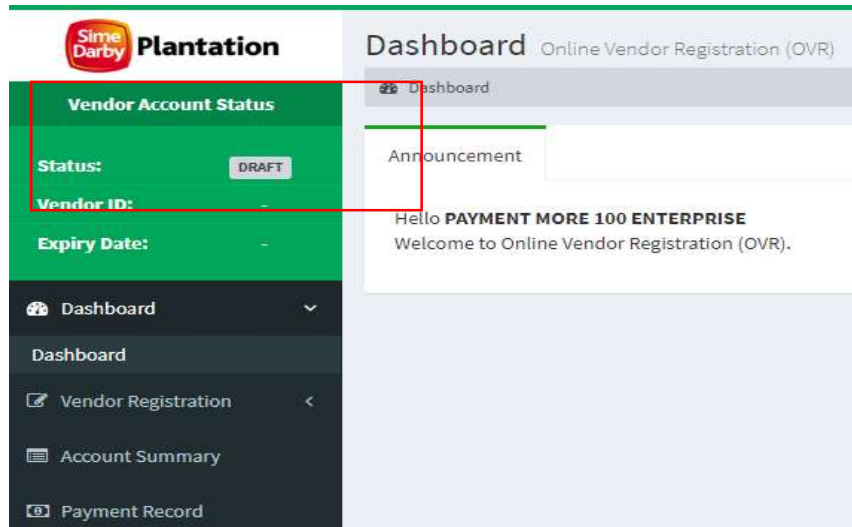 Sime Darby Plantation
Vendor Account Status
Status: DRAFT
Vendor ID: -
Expiry Date: -
Dashboard
Dashboard
Vendor Registration
Account Summary
Payment Record
Dashboard Online Vendor Registration (OVR)
Dashboard
Announcement
Hello PAYMENT MORE 100 ENTERPRISE
Welcome to Online Vendor Registration (OVR).